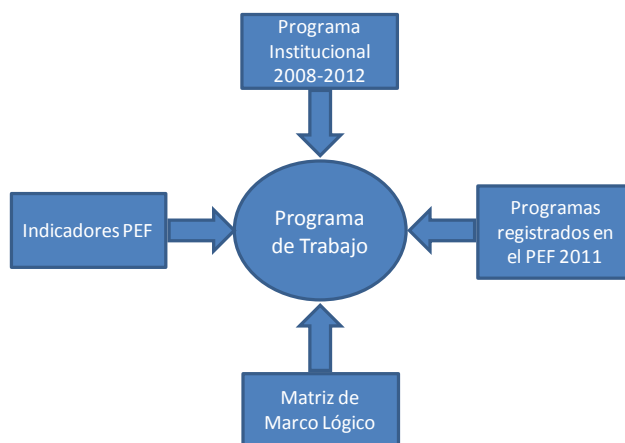 Programa
Institucional
2008-2012
Indicadores PEF
Programa
de Trabajo
Programas
registrados en
el PEF 2011
Matriz de
Marco Lógico